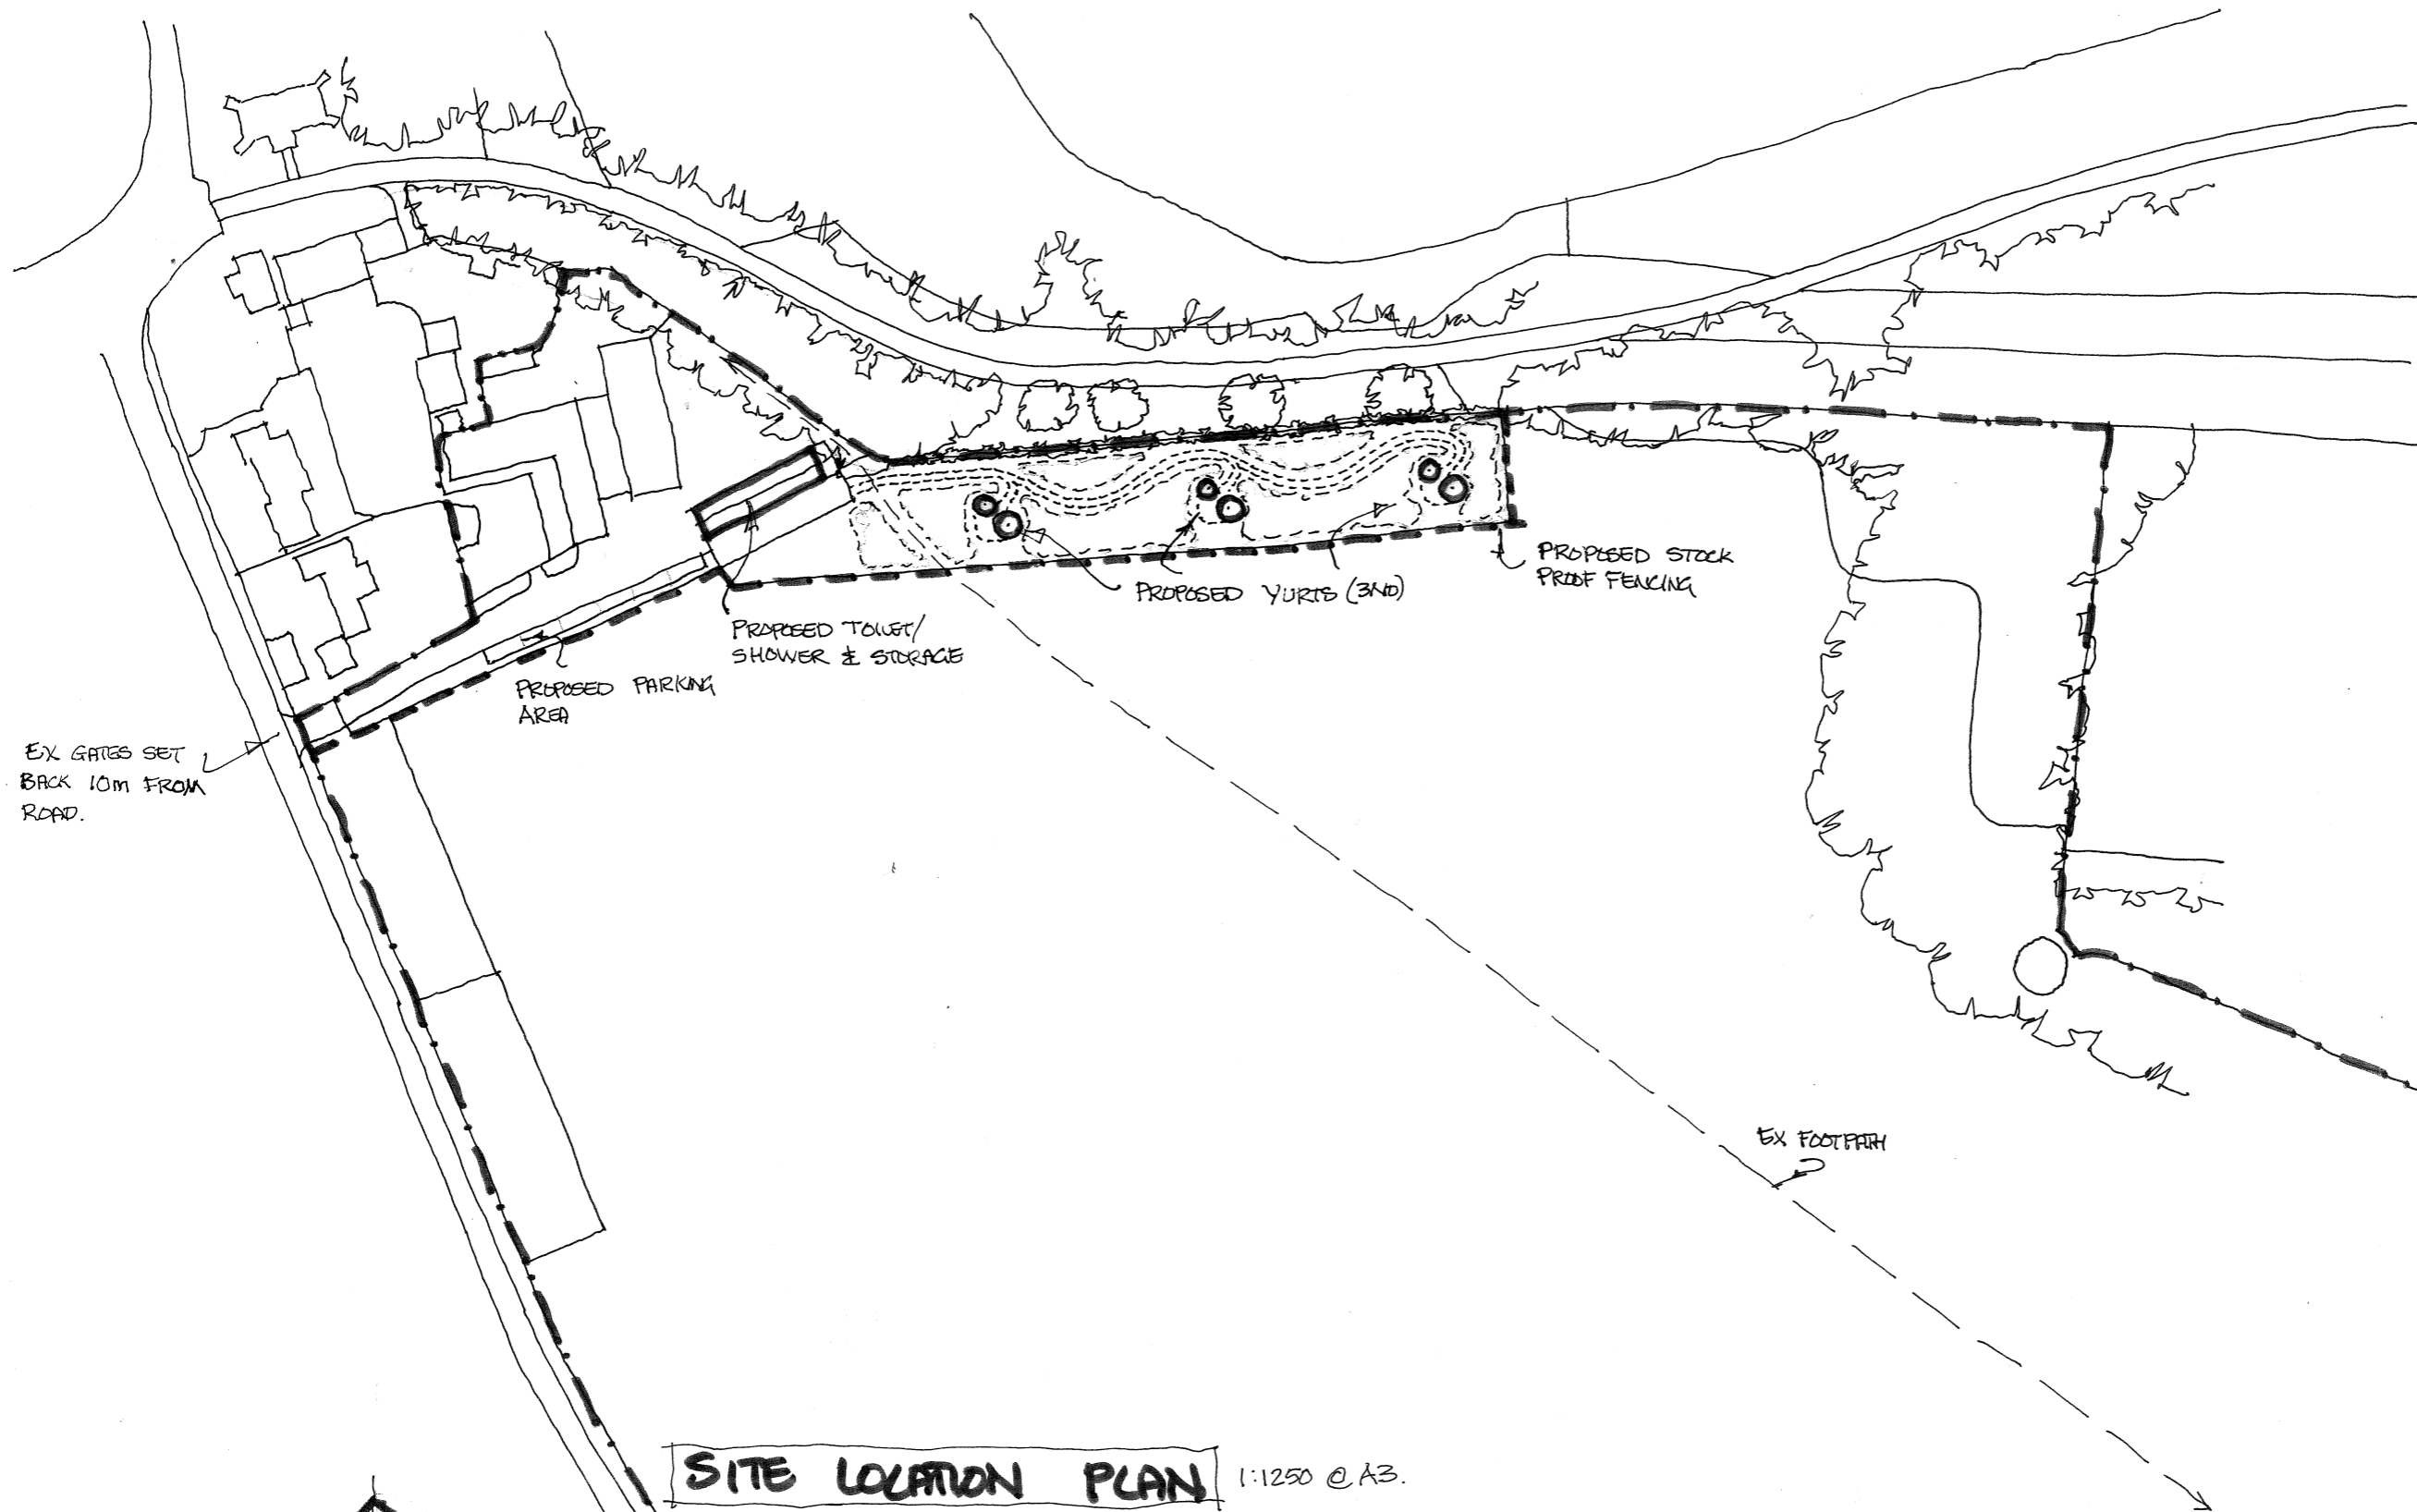 PROPOSED STOCK
PROOF FENCING
PROPOSED YURTS (3NO)
PROPOSED TOILET/
SHOWER & STORAGE
PROPOSED PARKING
AREA
EX GATES SET
BACK 10m FROM
ROAD.
EX FOOTPATH
SITE LOCATION PLAN 1:1250 @ A3.